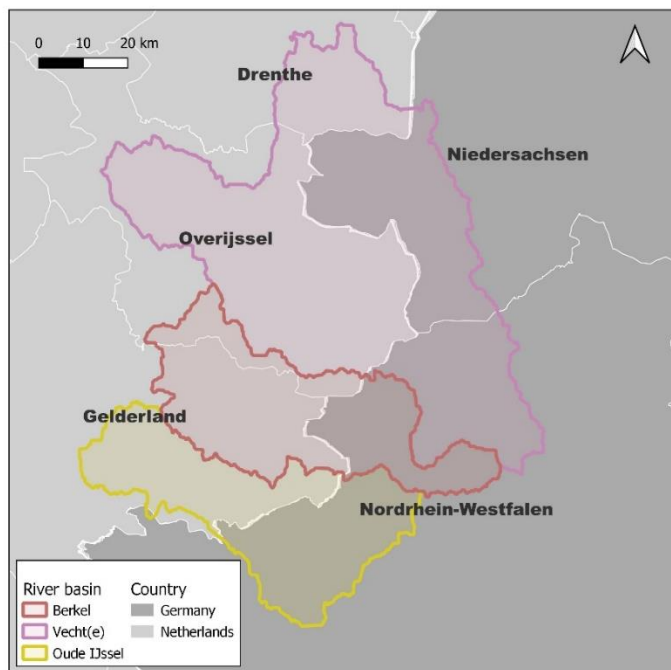 0 10 20 km
Drenthe
Niedersachsen
Overijssel
Gelderland
Nordrhein-Westfalen
River basin
Berkel
Vecht(e)
Oude IJssel
Country
Germany
Netherlands